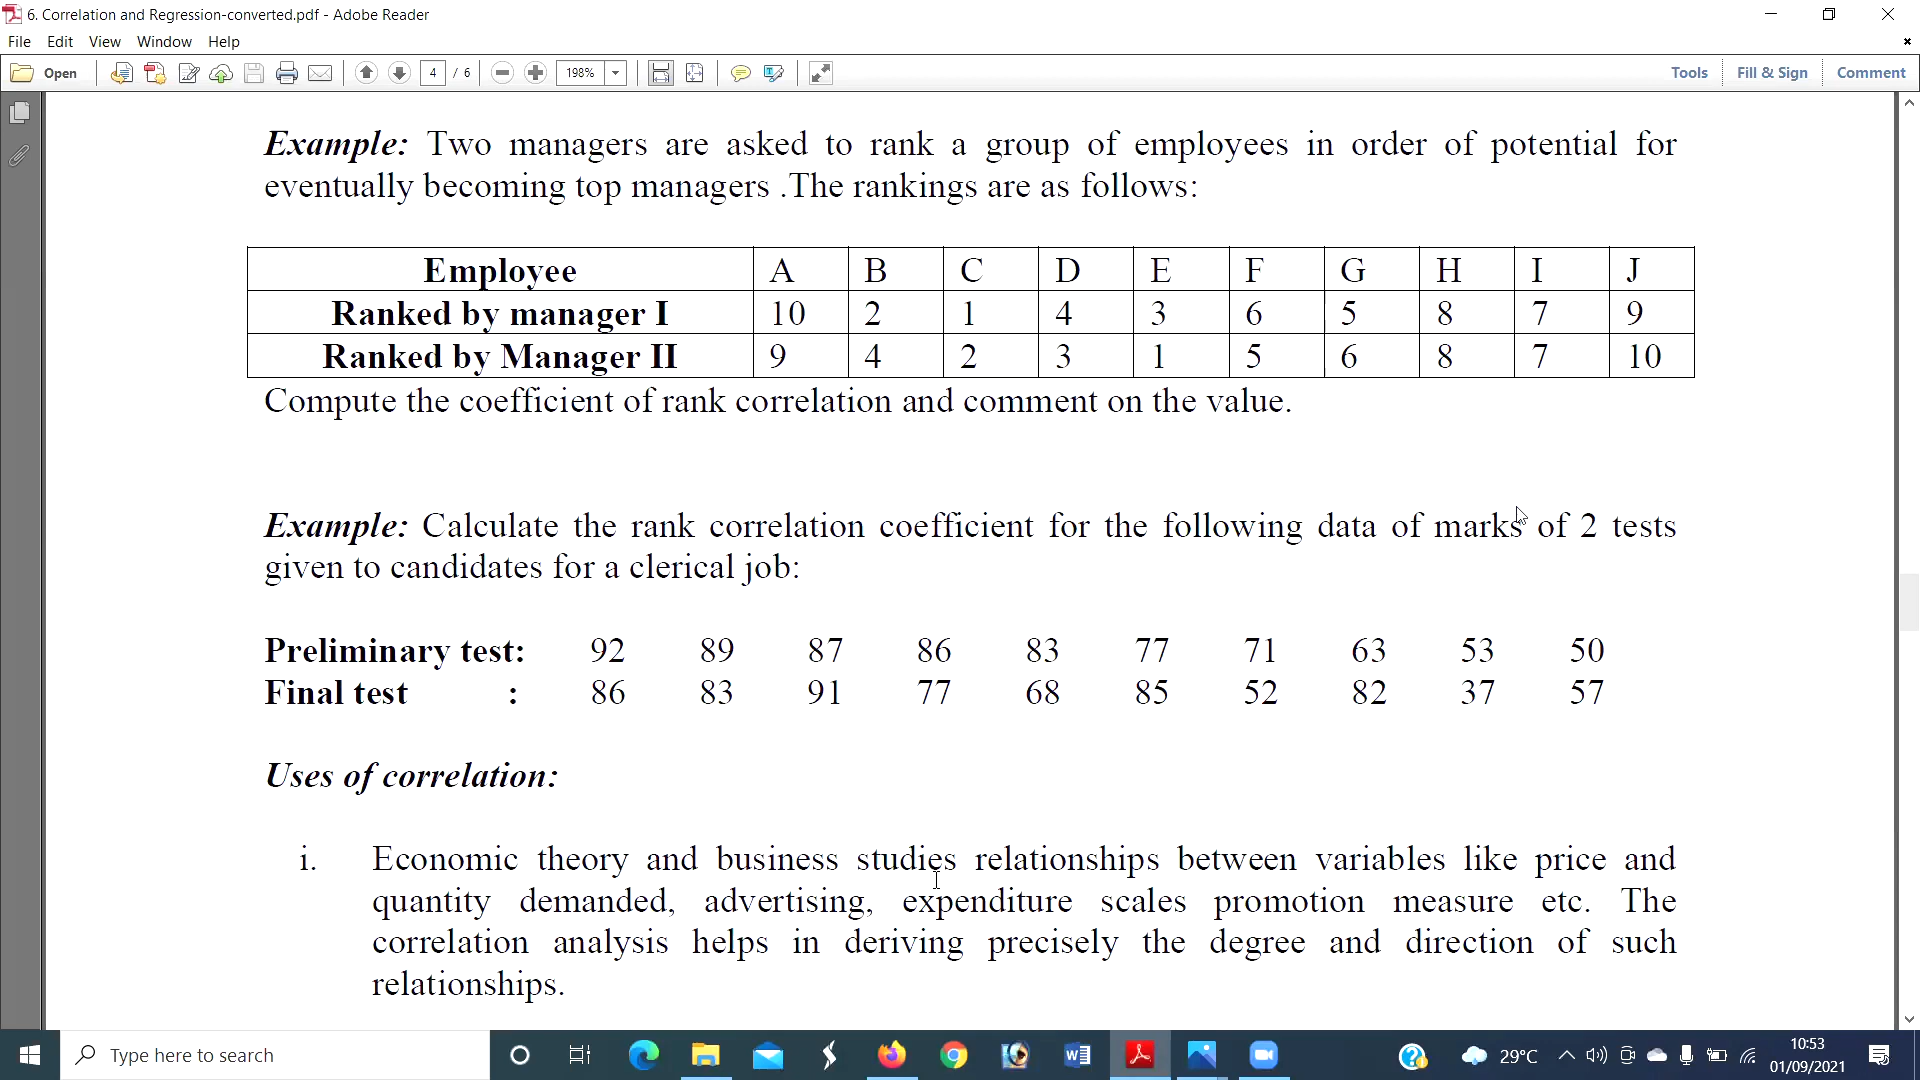 6. Correlation and Regression-converted.pdf - Adobe Reader
File Edit View Window Help
Open 4 / 6 198% Tools Fill & Sign Comment
Example: Two managers are asked to rank a group of employees in order of potential for
eventually becoming top managers .The rankings are as follows:
Employee A B C D E F G H I J
Ranked by manager I 10 2 1 4 3 6 5 8 7 9
Ranked by Manager II 9 4 2 3 1 5 6 8 7 10
Compute the coefficient of rank correlation and comment on the value.
Example: Calculate the rank correlation coefficient for the following data of marks of 2 tests
given to candidates for a clerical job:
Preliminary test: 92 89 87 86 83 77 71 63 53 50
Final test : 86 83 91 77 68 85 52 82 37 57
Uses of correlation:
i. Economic theory and business studies relationships between variables like price and
quantity demanded, advertising, expenditure scales promotion measure etc. The
correlation analysis helps in deriving precisely the degree and direction of such
relationships.
Type here to search 29°C 10:53
01/09/2021